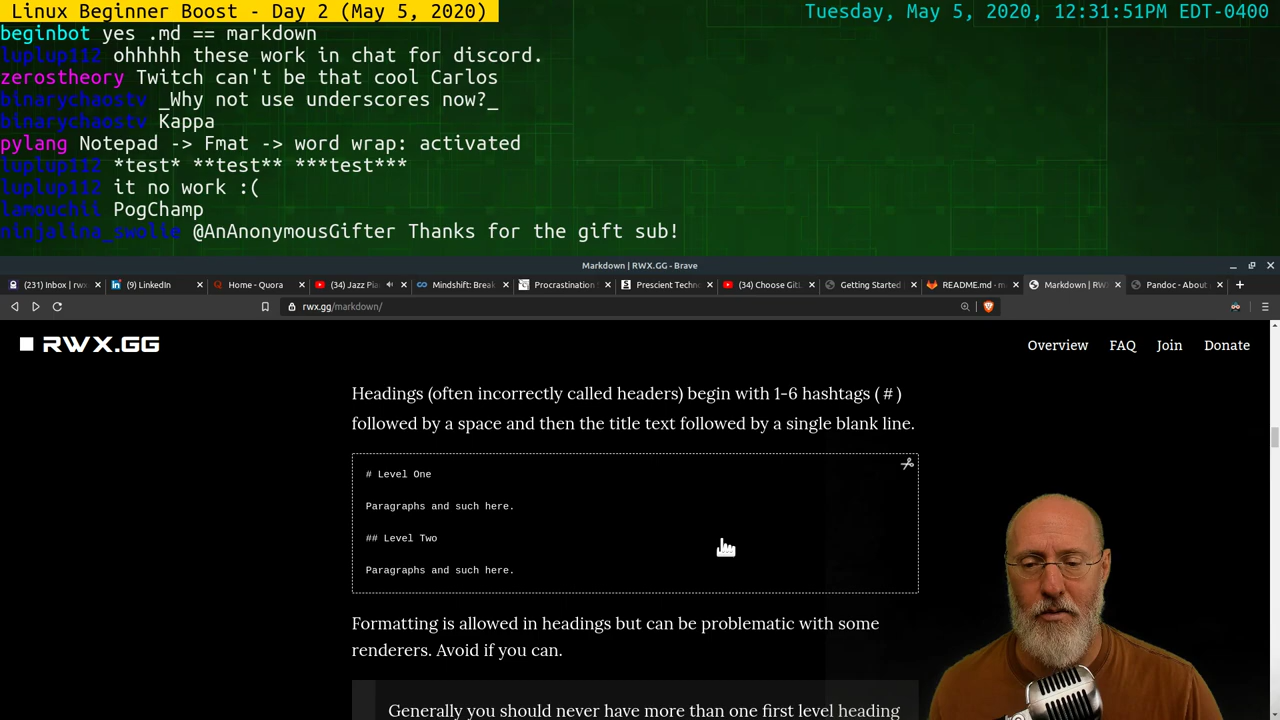 Linux Beginner Boost - Day 2 (May 5, 2020)
Tuesday, May 5, 2020, 12:31:51PM EDT-0400
beginbot yes .md == markdown
luplup112 ohhhhh these work in chat for discord.
zerostheory Twitch can't be that cool Carlos
binarychaostv _Why not use underscores now?_
binarychaostv Kappa
pylang Notepad -> Fmat -> word wrap: activated
luplup112 *test* **test** ***test***
luplup112 it no work :(
lamouchii PogChamp
ninjalina_swolie @AnAnonymousGifter Thanks for the gift sub!
Markdown | RWX.GG - Brave
(231) Inbox | rwx
(9) LinkedIn
Home - Quora
(34) Jazz Pia
Mindshift: Break
Procrastination
Prescient Techno
(34) Choose GitL
Getting Started
README.md - m
Markdown | RWX
Pandoc - About
rwx.gg/markdown/
RWX.GG
Overview FAQ Join Donate
Headings (often incorrectly called headers) begin with 1-6 hashtags (#)
followed by a space and then the title text followed by a single blank line.
# Level One
Paragraphs and such here.
## Level Two
Paragraphs and such here.
Formatting is allowed in headings but can be problematic with some
renderers. Avoid if you can.
Generally you should never have more than one first level heading